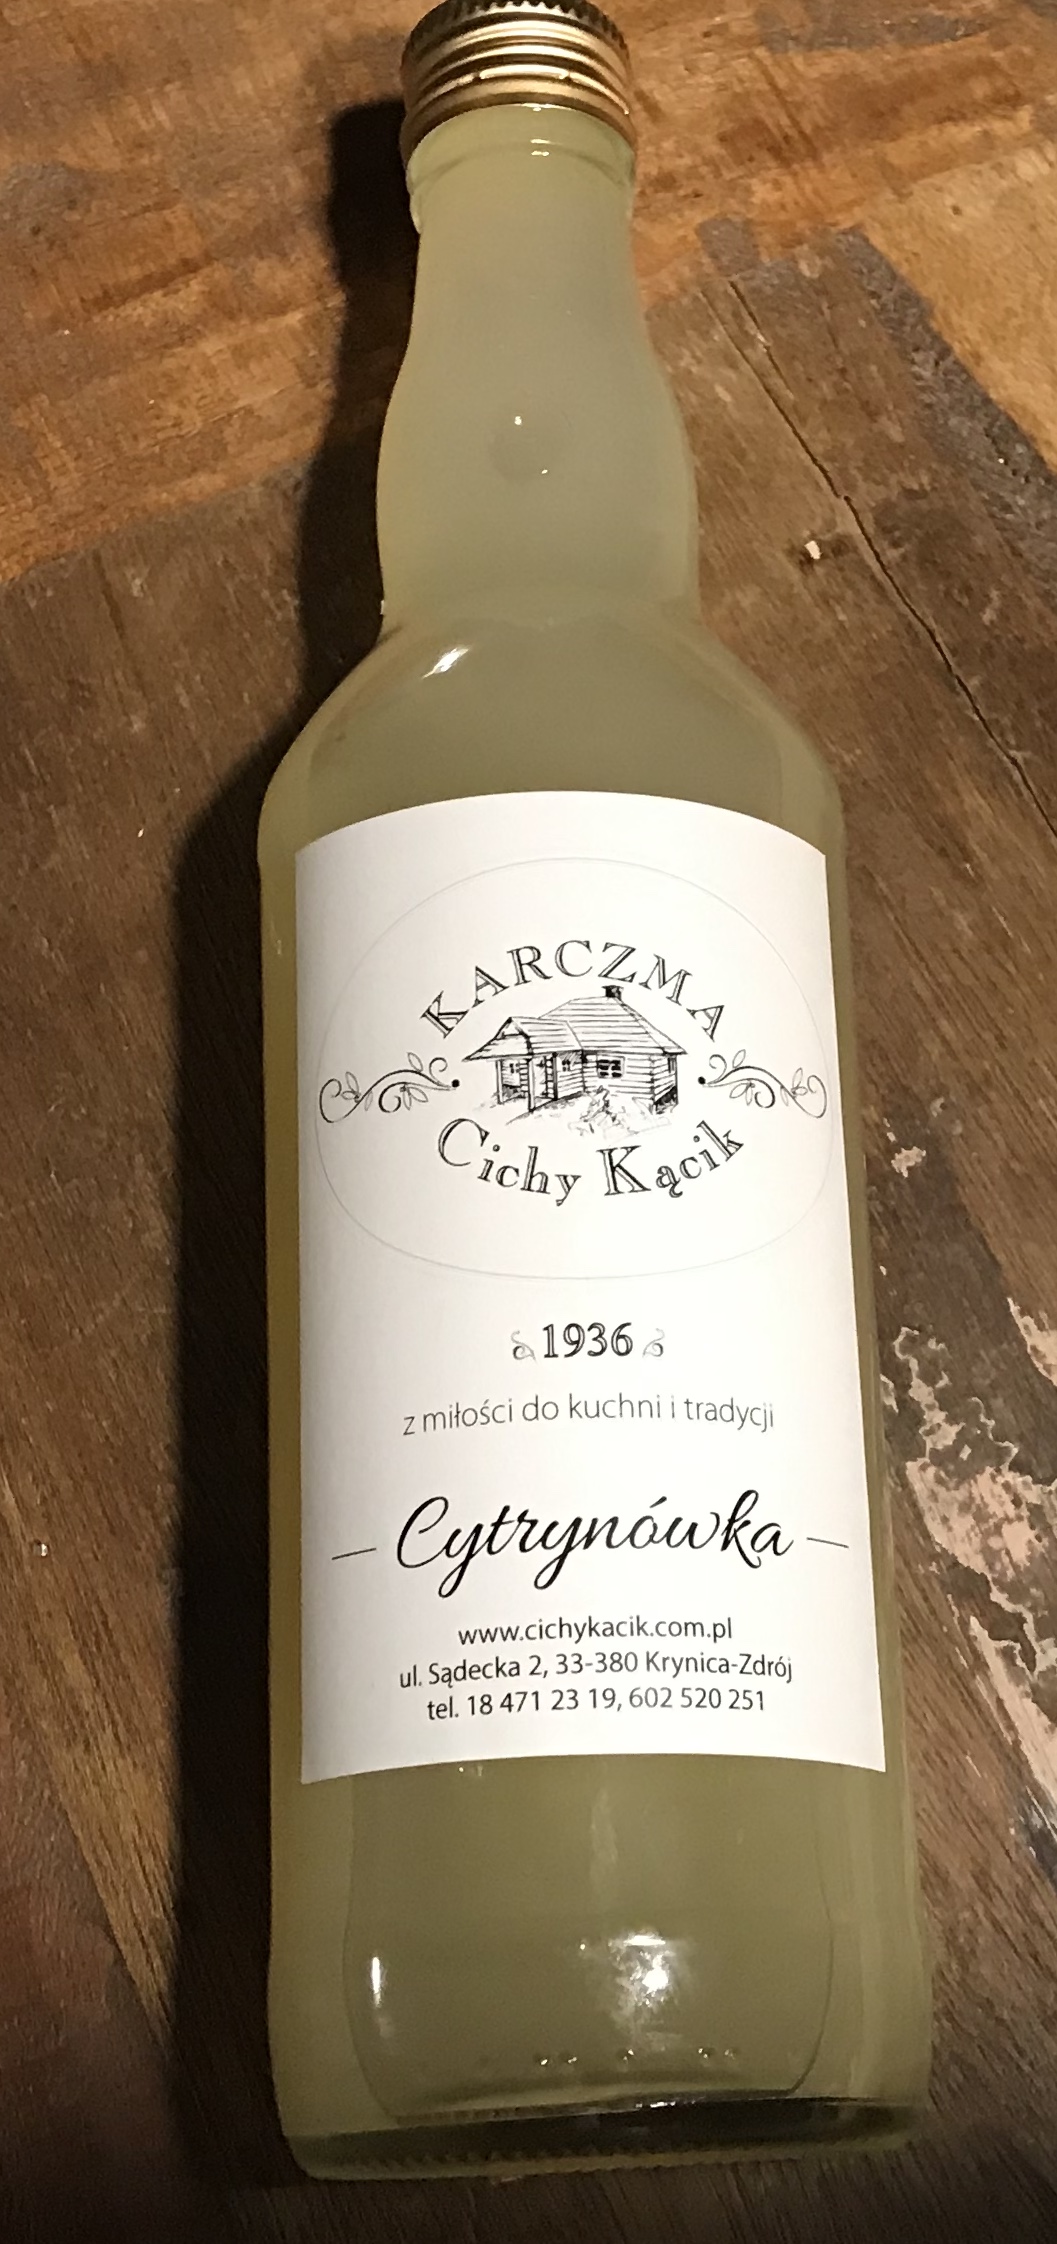 KARCZMA
Cichy Kącik
1936
z miłości do kuchni i tradycji
Cytrynówka
www.cichykacik.com.pl
ul. Sądecka 2, 33-380 Krynica-Zdrój
tel. 18 471 23 19, 602 520 251